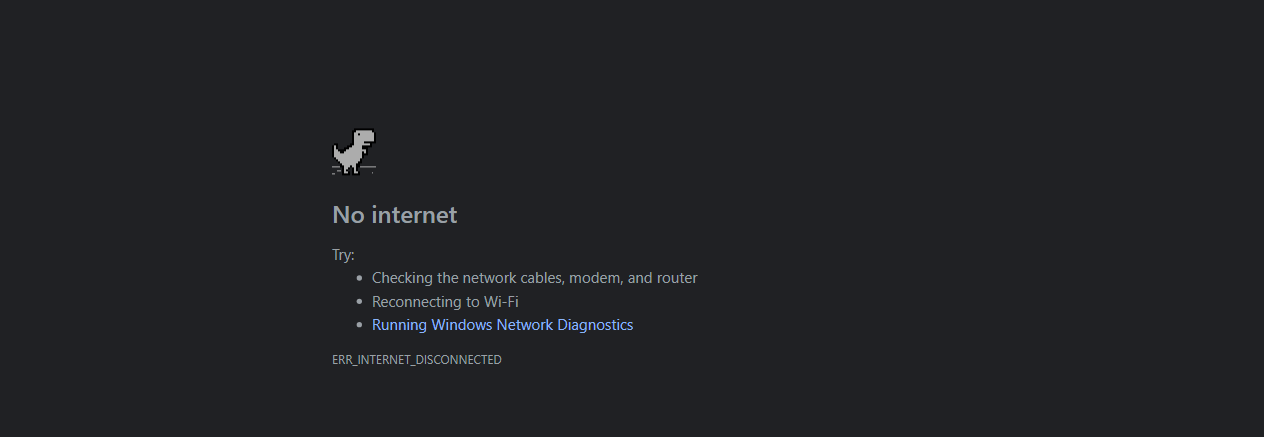 No internet
Try:
• Checking the network cables, modem, and router
• Reconnecting to Wi-Fi
• Running Windows Network Diagnostics
ERR_INTERNET_DISCONNECTED